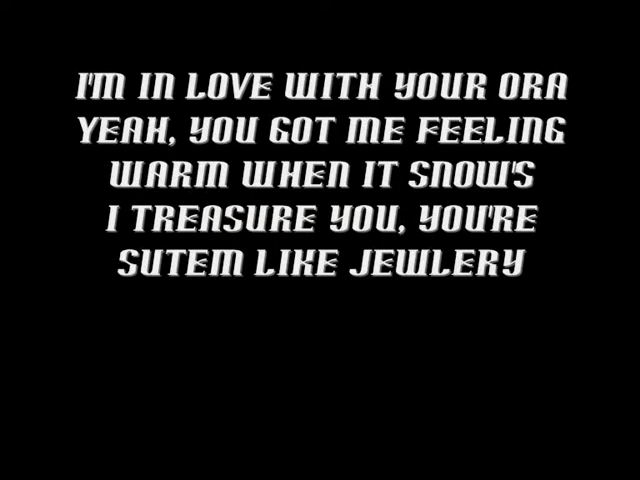 I'M IN LOVE WITH YOUR ORA
YEAH, YOU GOT ME FEELING
WARM WHEN IT SNOW'S
I TREASURE YOU, YOU'RE
SUTEM LIKE JEWLERY